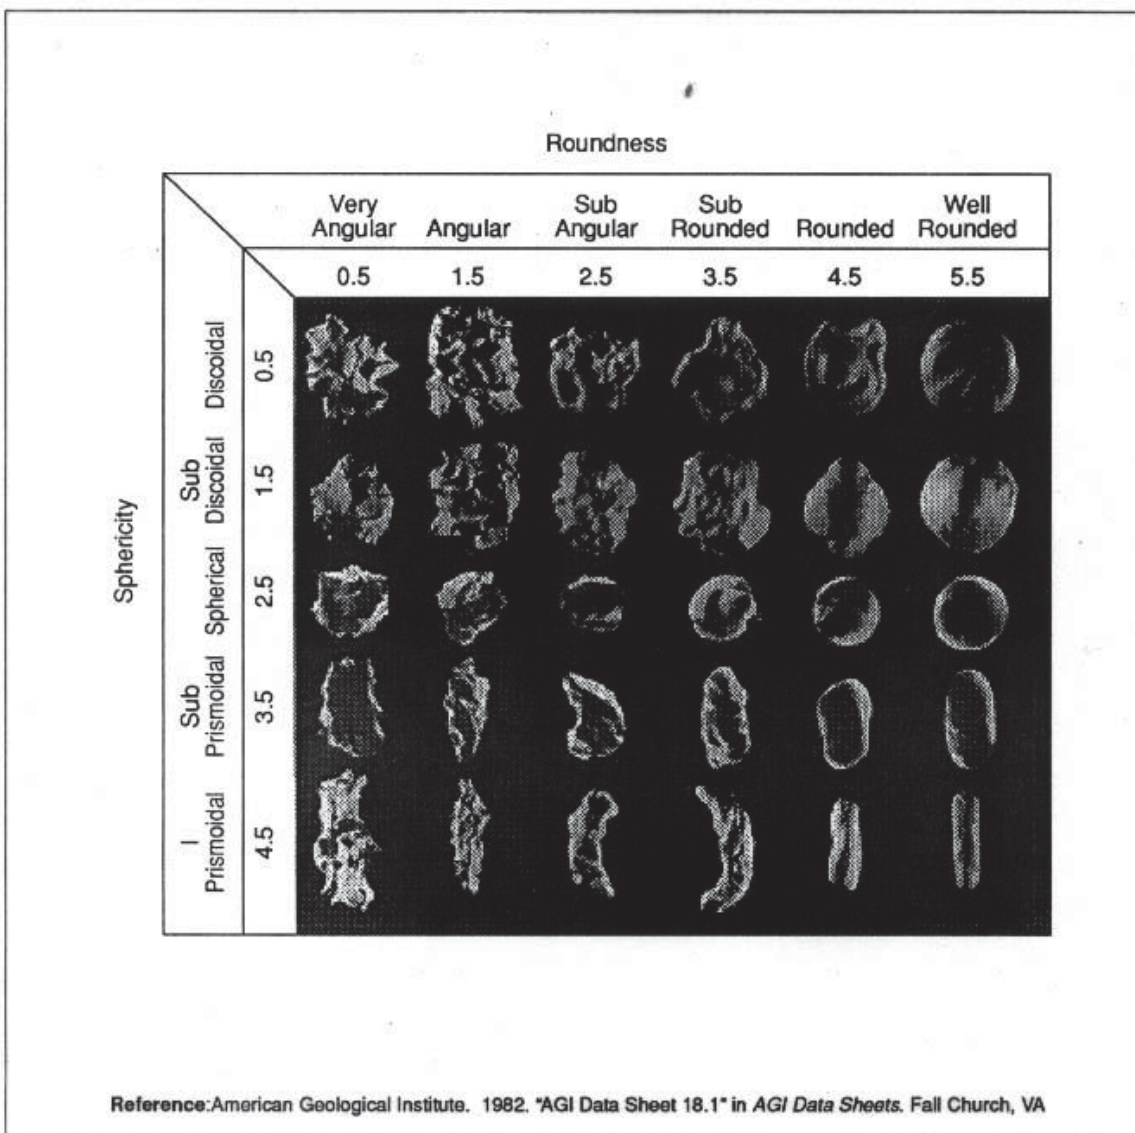 Roundness
Very Angular
Angular
Sub Angular
Sub Rounded
Rounded
Well Rounded
0.5 1.5 2.5 3.5 4.5 5.5
Sphericity
Discoidal
0.5
Sub Discoidal
1.5
Spherical
2.5
Sub Prismoidal
3.5
I
Prismoidal
4.5
Reference:American Geological Institute. 1982. "AGI Data Sheet 18.1" in AGI Data Sheets. Fall Church, VA